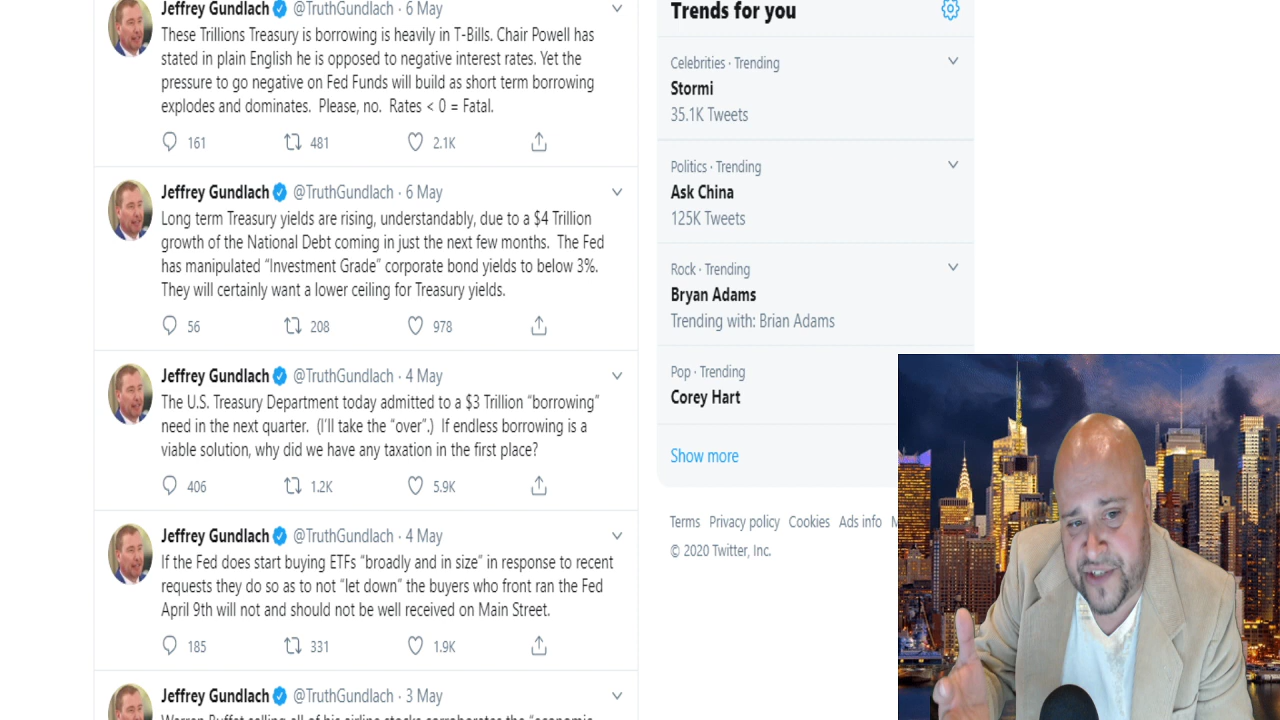 Jeffrey Gundlach @TruthGundlach · 6 May
These Trillions Treasury is borrowing is heavily in T-Bills. Chair Powell has
stated in plain English he is opposed to negative interest rates. Yet the
pressure to go negative on Fed Funds will build as short term borrowing
explodes and dominates. Please, no. Rates < 0 = Fatal.
161 481 2.1K
Jeffrey Gundlach @TruthGundlach · 6 May
Long term Treasury yields are rising, understandably, due to a $4 Trillion
growth of the National Debt coming in just the next few months. The Fed
has manipulated “Investment Grade” corporate bond yields to below 3%.
They will certainly want a lower ceiling for Treasury yields.
56 208 978
Jeffrey Gundlach @TruthGundlach · 4 May
The U.S. Treasury Department today admitted to a $3 Trillion “borrowing”
need in the next quarter. (I’ll take the “over”.) If endless borrowing is a
viable solution, why did we have any taxation in the first place?
406 1.2K 5.9K
Jeffrey Gundlach @TruthGundlach · 4 May
If the Fed does start buying ETFs “broadly and in size” in response to recent
requests they do so as to not “let down” the buyers who front ran the Fed
April 9th will not and should not be well received on Main Street.
185 331 1.9K
Jeffrey Gundlach @TruthGundlach · 3 May
Trends for you
Celebrities · Trending
Stormi
35.1K Tweets
Politics · Trending
Ask China
125K Tweets
Rock · Trending
Bryan Adams
Trending with: Brian Adams
Pop · Trending
Corey Hart
Show more
Terms Privacy policy Cookies Ads info
© 2020 Twitter, Inc.